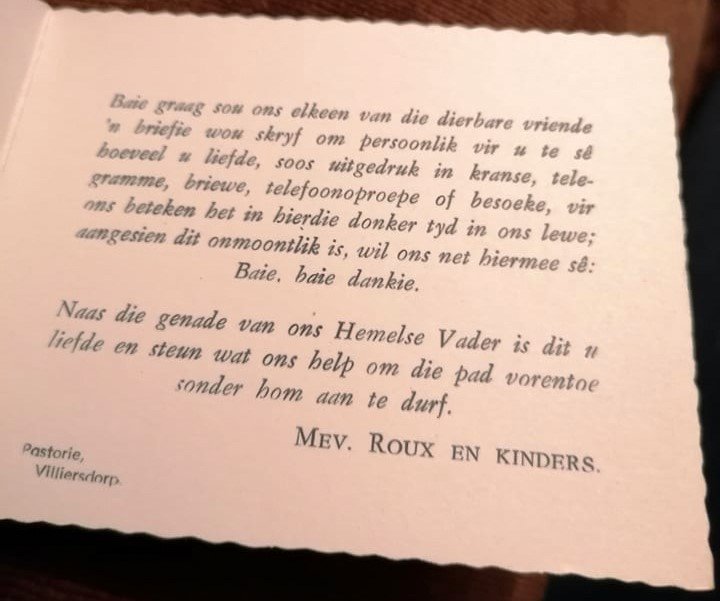 Baie graag sou ons elkeen van die dierbare vriende
'n briefie wou skryf om persoonlik vir u te sê
hoeveel u liefde, soos uitgedruk in kranse, tele-
gramme, briewe, telefoonoproepe of besoeke, vir
ons beteken het in hierdie donker tyd in ons lewe;
aangesien dit onmoontlik is, wil ons net hiermee sê:
Baie, baie dankie.
Naas die genade van ons Hemelse Vader is dit u
liefde en steun wat ons help om die pad vorentoe
sonder hom aan te durf.
MEV. ROUX EN KINDERS.
Pastorie,
Villiersdorp.